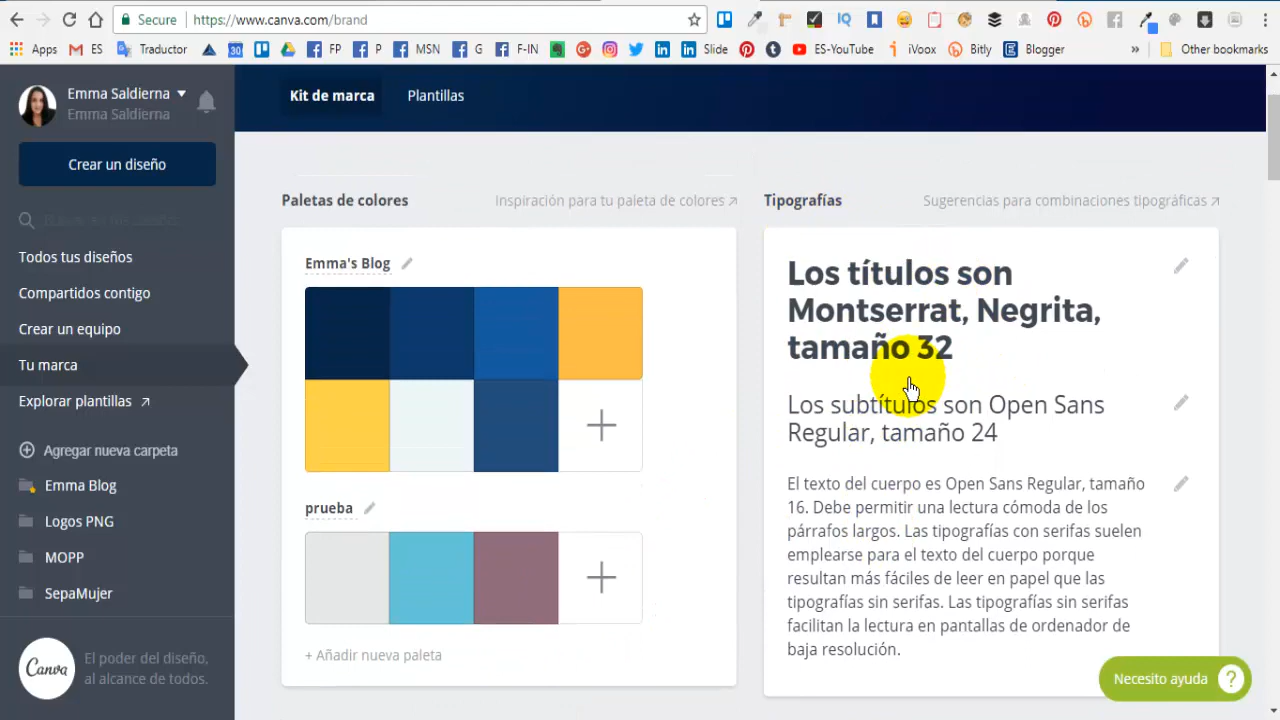 Secure
https://www.canva.com/brand
Apps
ES
Traductor
FP
P
MSN
G
F-IN
Slide
ES-YouTube
iVoox
Bitly
Blogger
»
Other bookmarks
Emma Saldierna
Emma Saldierna
Crear un diseño
Todos tus diseños
Compartidos contigo
Crear un equipo
Tu marca
Explorar plantillas
Agregar nueva carpeta
Emma Blog
Logos PNG
MOPP
SepaMujer
Canva
El poder del diseño,
al alcance de todos.
Kit de marca
Plantillas
Paletas de colores
Inspiración para tu paleta de colores
Emma's Blog
prueba
+ Añadir nueva paleta
Tipografías
Sugerencias para combinaciones tipográficas
Los títulos son
Montserrat, Negrita,
tamaño 32
Los subtítulos son Open Sans
Regular, tamaño 24
El texto del cuerpo es Open Sans Regular, tamaño
16. Debe permitir una lectura cómoda de los
párrafos largos. Las tipografías con serifas suelen
emplearse para el texto del cuerpo porque
resultan más fáciles de leer en papel que las
tipografías sin serifas. Las tipografías sin serifas
facilitan la lectura en pantallas de ordenador de
baja resolución.
Necesito ayuda ?